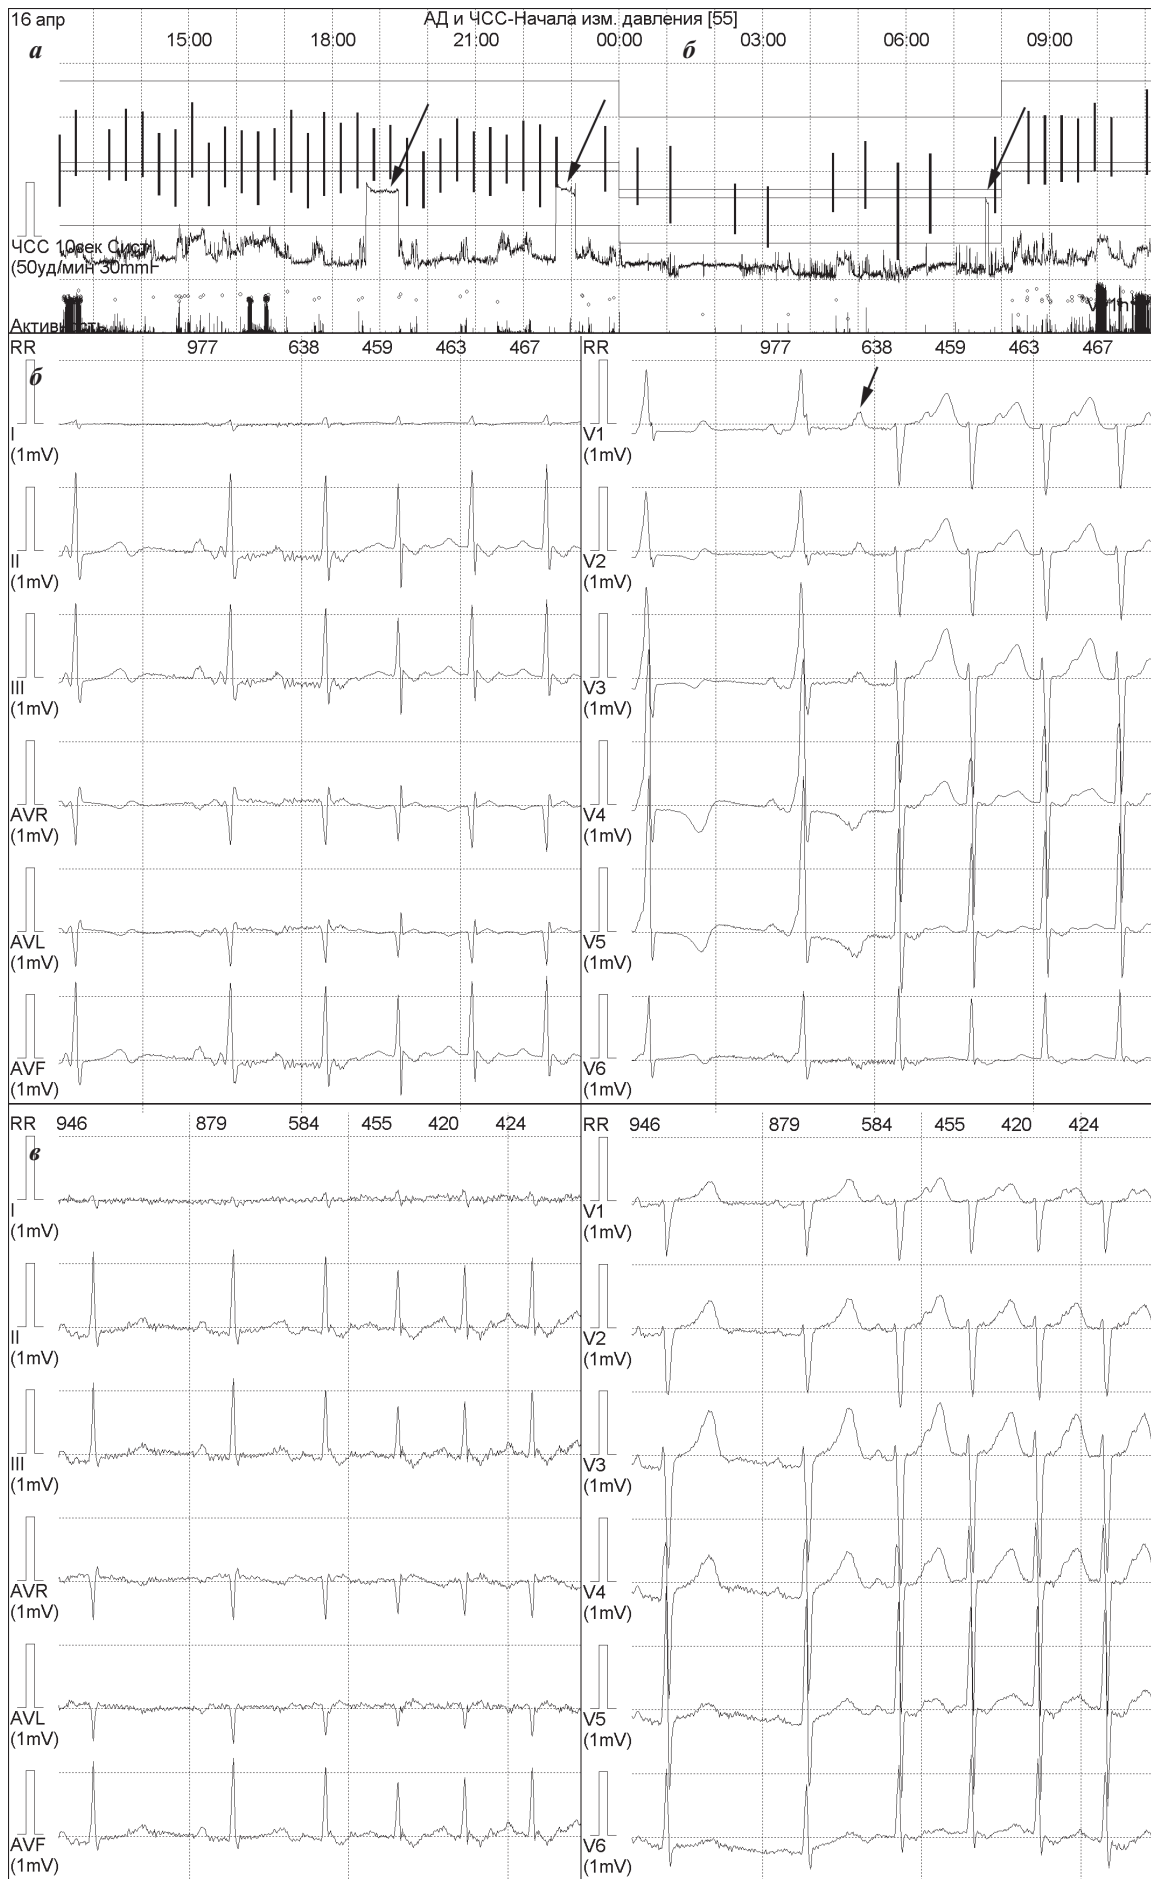 16 апр
АД и ЧСС-Начала изм. давления [55]
15:00 18:00 21:00 00:00 03:00 06:00 09:00
а б
ЧСС 10сек Сист
(50уд/мин 30mm
Активность
RR 977 638 459 463 467
б
I
(1mV)
II
(1mV)
III
(1mV)
AVR
(1mV)
AVL
(1mV)
AVF
(1mV)
RR 977 638 459 463 467
V1
(1mV)
V2
(1mV)
V3
(1mV)
V4
(1mV)
V5
(1mV)
V6
(1mV)
RR 946 879 584 455 420 424
в
I
(1mV)
II
(1mV)
III
(1mV)
AVR
(1mV)
AVL
(1mV)
AVF
(1mV)
RR 946 879 584 455 420 424
V1
(1mV)
V2
(1mV)
V3
(1mV)
V4
(1mV)
V5
(1mV)
V6
(1mV)